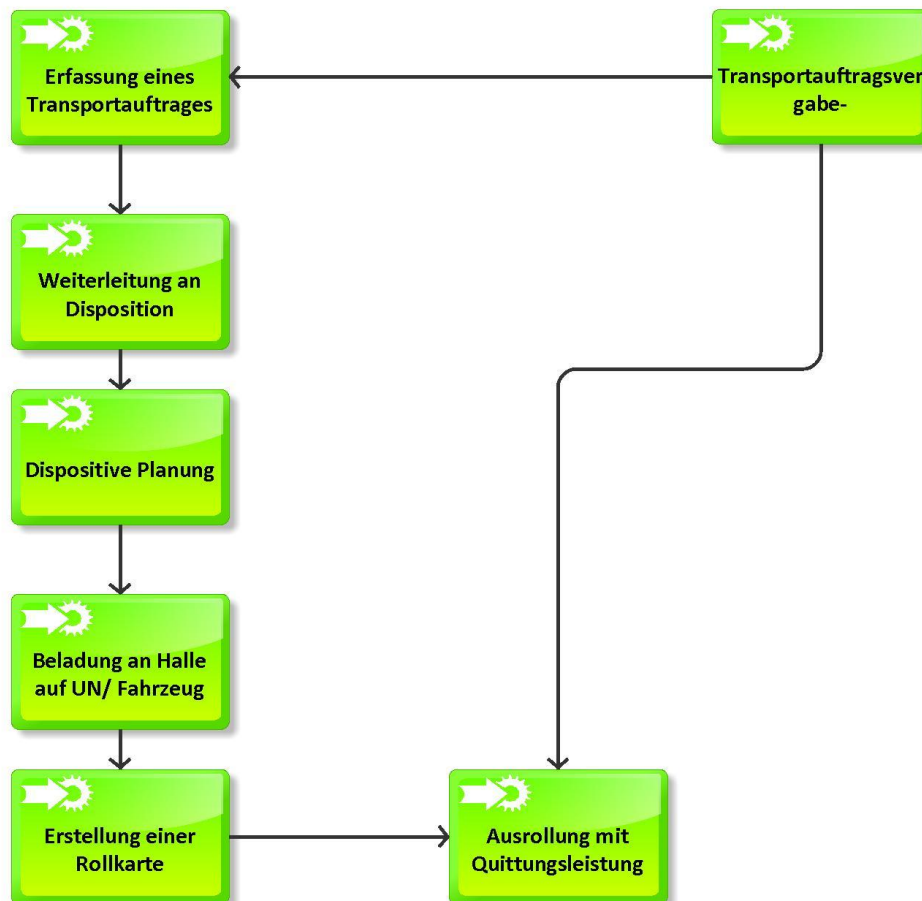 Erfassung eines
Transportauftrages
Transportauftragsver
gabe-
Weiterleitung an
Disposition
Dispositive Planung
Beladung an Halle
auf UN/ Fahrzeug
Erstellung einer
Rollkarte
Ausrollung mit
Quittungsleistung